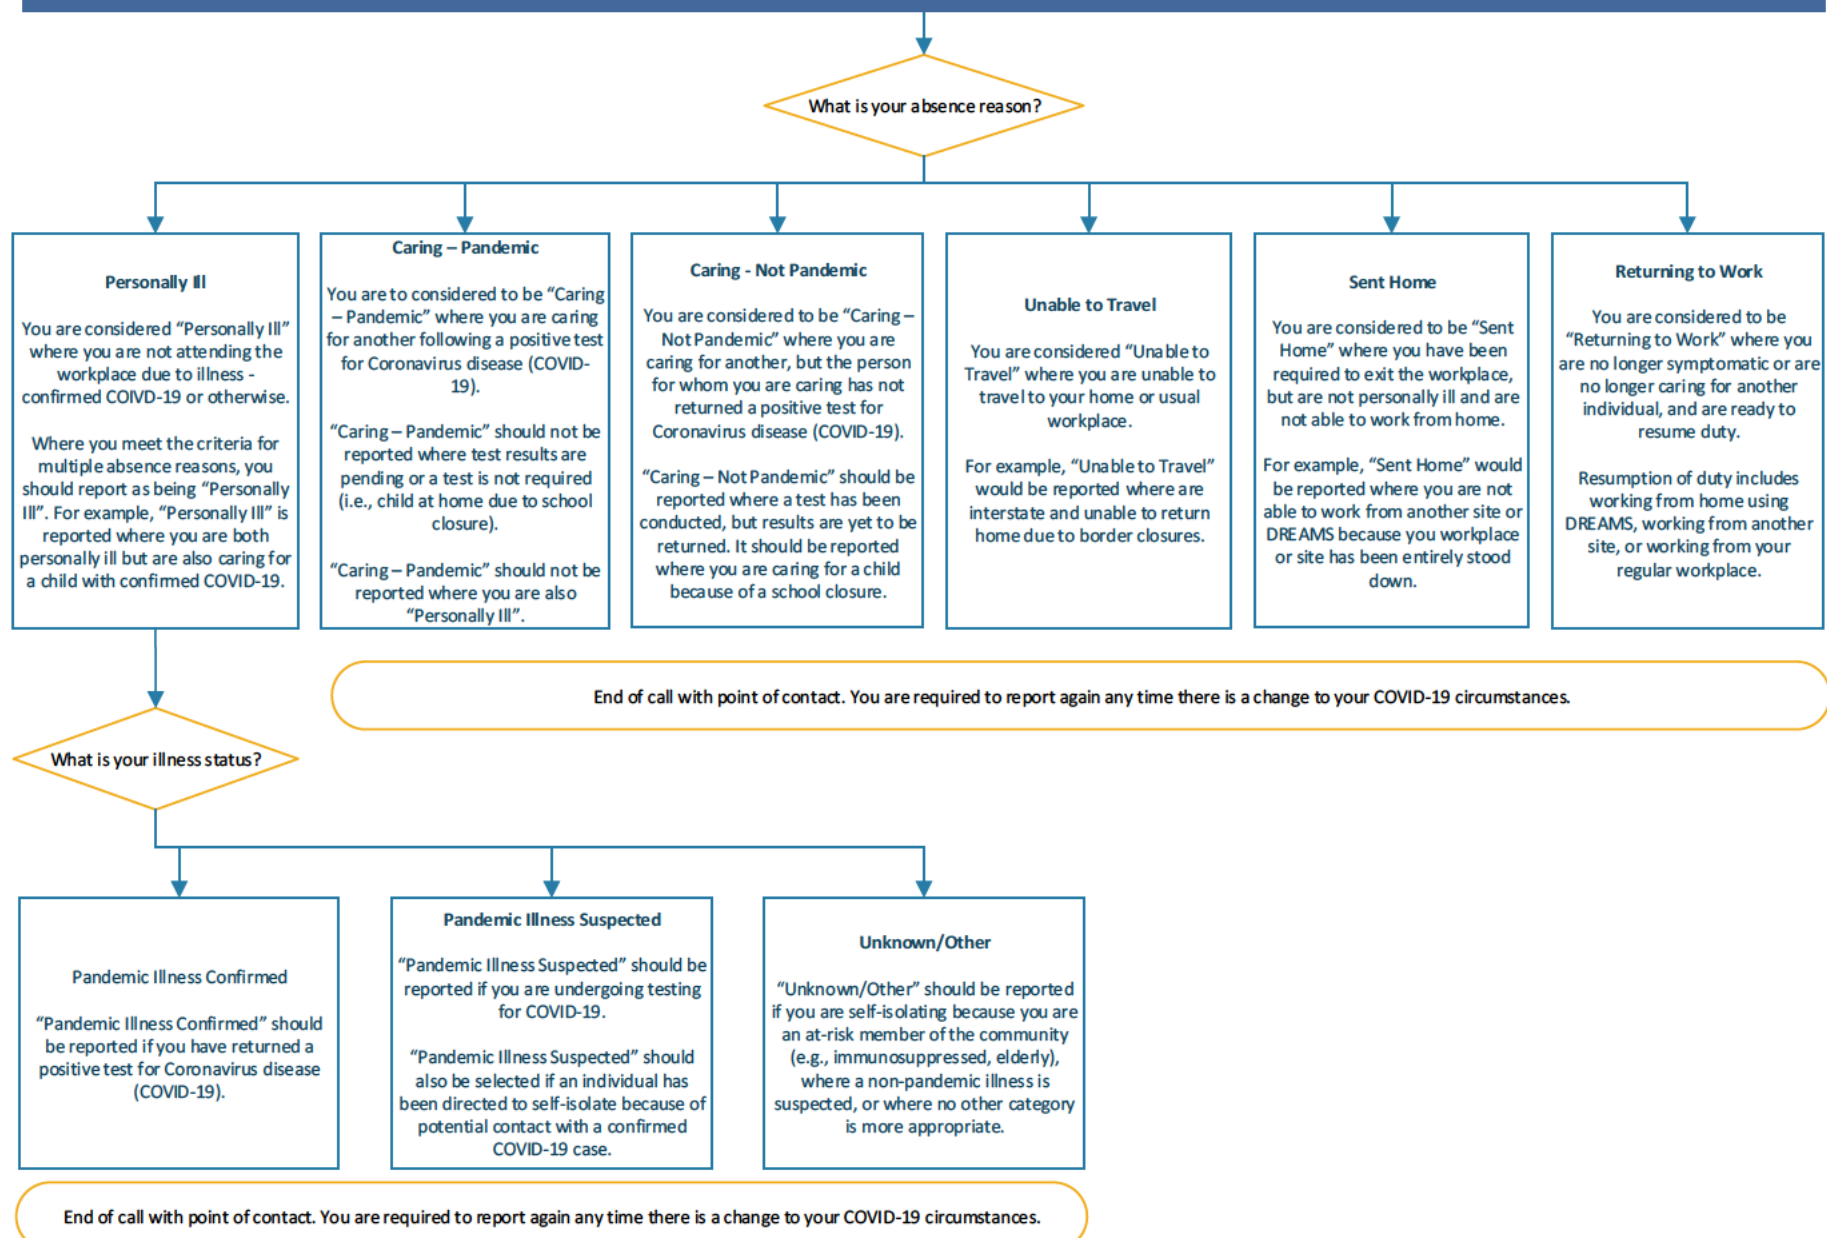 What is your absence reason?
Personally Ill
You are considered “Personally Ill”
where you are not attending the
workplace due to illness -
confirmed COIVD-19 or otherwise.
Where you meet the criteria for
multiple absence reasons, you
should report as being “Personally
Ill”. For example, “Personally Ill” is
reported where you are both
personally ill but are also caring for
a child with confirmed COVID-19.
Caring – Pandemic
You are to considered to be “Caring
– Pandemic” where you are caring
for another following a positive test
for Coronavirus disease (COVID-
19).
“Caring – Pandemic” should not be
reported where test results are
pending or a test is not required
(i.e., child at home due to school
closure).
“Caring – Pandemic” should not be
reported where you are also
“Personally Ill”.
Caring - Not Pandemic
You are considered to be “Caring –
Not Pandemic” where you are
caring for another, but the person
for whom you are caring has not
returned a positive test for
Coronavirus disease (COVID-19).
“Caring – Not Pandemic” should be
reported where a test has been
conducted, but results are yet to be
returned. It should be reported
where you are caring for a child
because of a school closure.
Unable to Travel
You are considered “Unable to
Travel” where you are unable to
travel to your home or usual
workplace.
For example, “Unable to Travel”
would be reported where are
interstate and unable to return
home due to border closures.
Sent Home
You are considered to be “Sent
Home” where you have been
required to exit the workplace,
but are not personally ill and are
not able to work from home.
For example, “Sent Home” would
be reported where you are not
able to work from another site or
DREAMS because you workplace
or site has been entirely stood
down.
Returning to Work
You are considered to be
“Returning to Work” where you
are no longer symptomatic or are
no longer caring for another
individual, and are ready to
resume duty.
Resumption of duty includes
working from home using
DREAMS, working from another
site, or working from your
regular workplace.
End of call with point of contact. You are required to report again any time there is a change to your COVID-19 circumstances.
What is your illness status?
Pandemic Illness Confirmed
“Pandemic Illness Confirmed” should
be reported if you have returned a
positive test for Coronavirus disease
(COVID-19).
Pandemic Illness Suspected
“Pandemic Illness Suspected” should be
reported if you are undergoing testing
for COVID-19.
“Pandemic Illness Suspected” should
also be selected if an individual has
been directed to self-isolate because of
potential contact with a confirmed
COVID-19 case.
Unknown/Other
“Unknown/Other” should be reported
if you are self-isolating because you are
an at-risk member of the community
(e.g., immunosuppressed, elderly),
where a non-pandemic illness is
suspected, or where no other category
is more appropriate.
End of call with point of contact. You are required to report again any time there is a change to your COVID-19 circumstances.